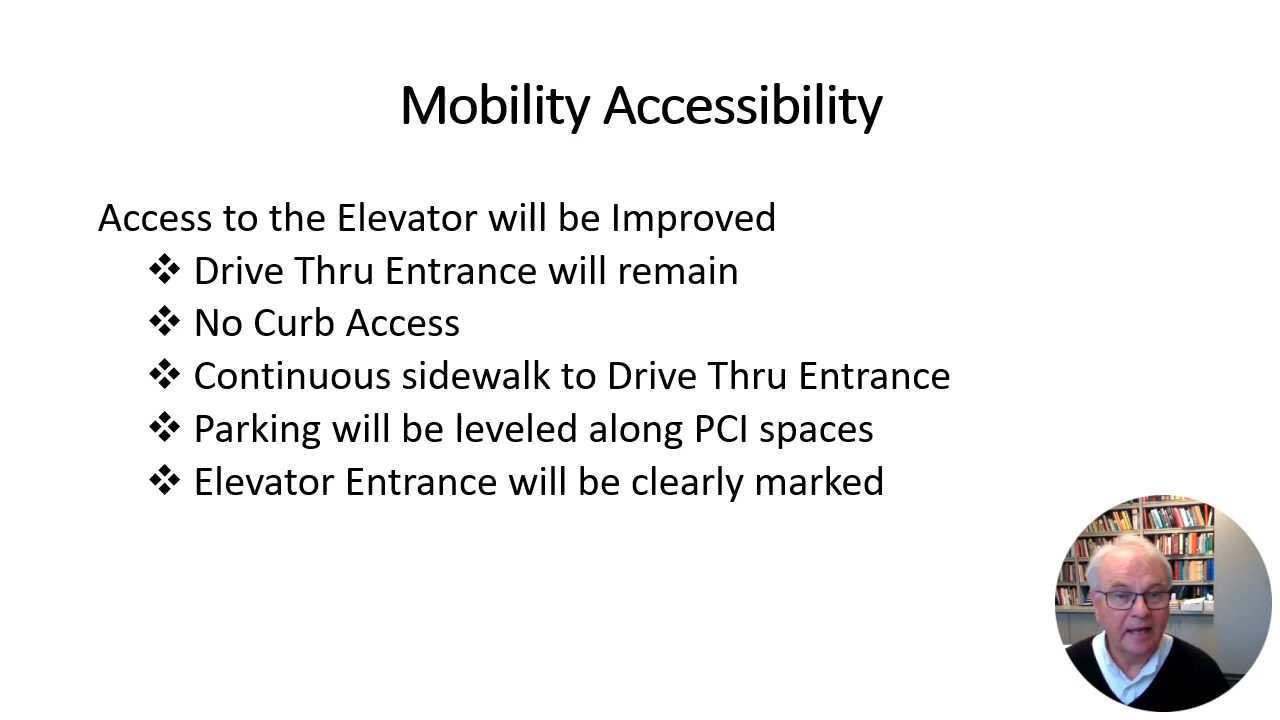 Mobility Accessibility
Access to the Elevator will be Improved
❖ Drive Thru Entrance will remain
❖ No Curb Access
❖ Continuous sidewalk to Drive Thru Entrance
❖ Parking will be leveled along PCI spaces
❖ Elevator Entrance will be clearly marked